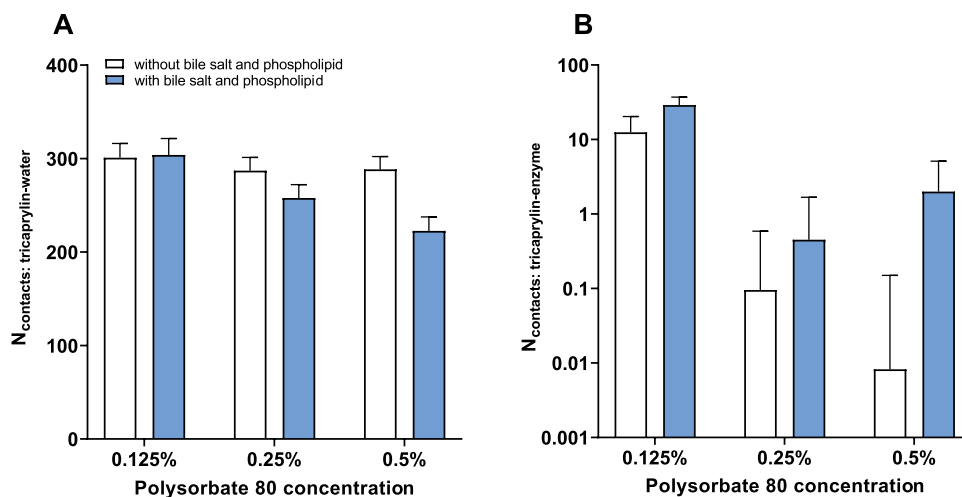 A
without bile salt and phospholipid
with bile salt and phospholipid
400
300
200
100
0
N contacts: tricaprylin-water
0.125%
0.25%
0.5%
Polysorbate 80 concentration
B
100
10
1
0.1
0.01
0.001
N contacts: tricaprylin-enzyme
0.125%
0.25%
0.5%
Polysorbate 80 concentration